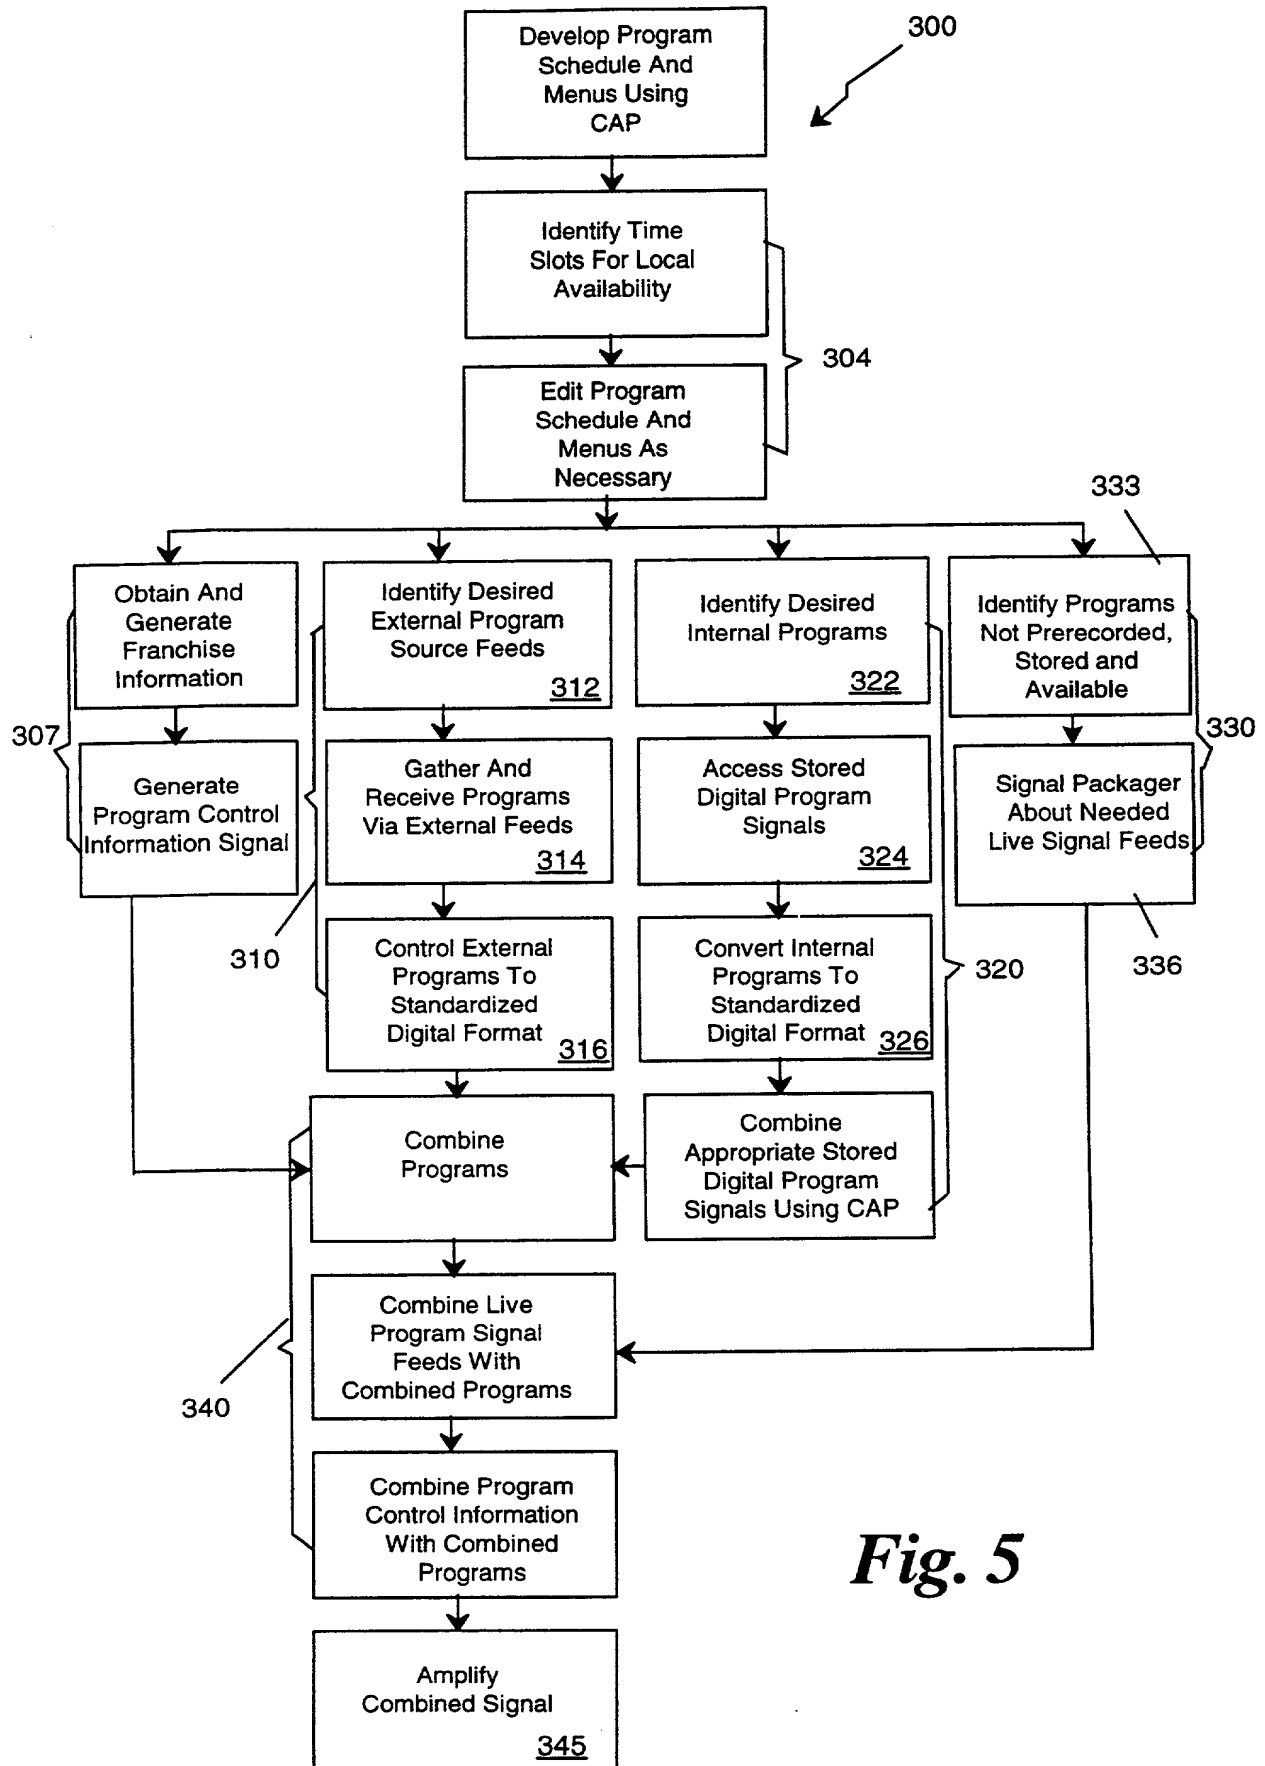 Develop Program
Schedule And
Menus Using
CAP
300
Identify Time
Slots For Local
Availability
304
Edit Program
Schedule And
Menus As
Necessary
333
Obtain And
Generate
Franchise
Information
307
Generate
Program Control
Information Signal
Identify Desired
External Program
Source Feeds
312
Gather And
Receive Programs
Via External Feeds
314
310
Control External
Programs To
Standardized
Digital Format
316
Identify Desired
Internal Programs
322
Access Stored
Digital Program
Signals
324
Convert Internal
Programs To
Standardized
Digital Format
326
320
Combine
Appropriate Stored
Digital Program
Signals Using CAP
Identify Programs
Not Prerecorded,
Stored and
Available
330
Signal Packager
About Needed
Live Signal Feeds
336
Combine
Programs
Combine Live
Program Signal
Feeds With
Combined Programs
340
Combine Program
Control Information
With Combined
Programs
Amplify
Combined Signal
345
Fig. 5